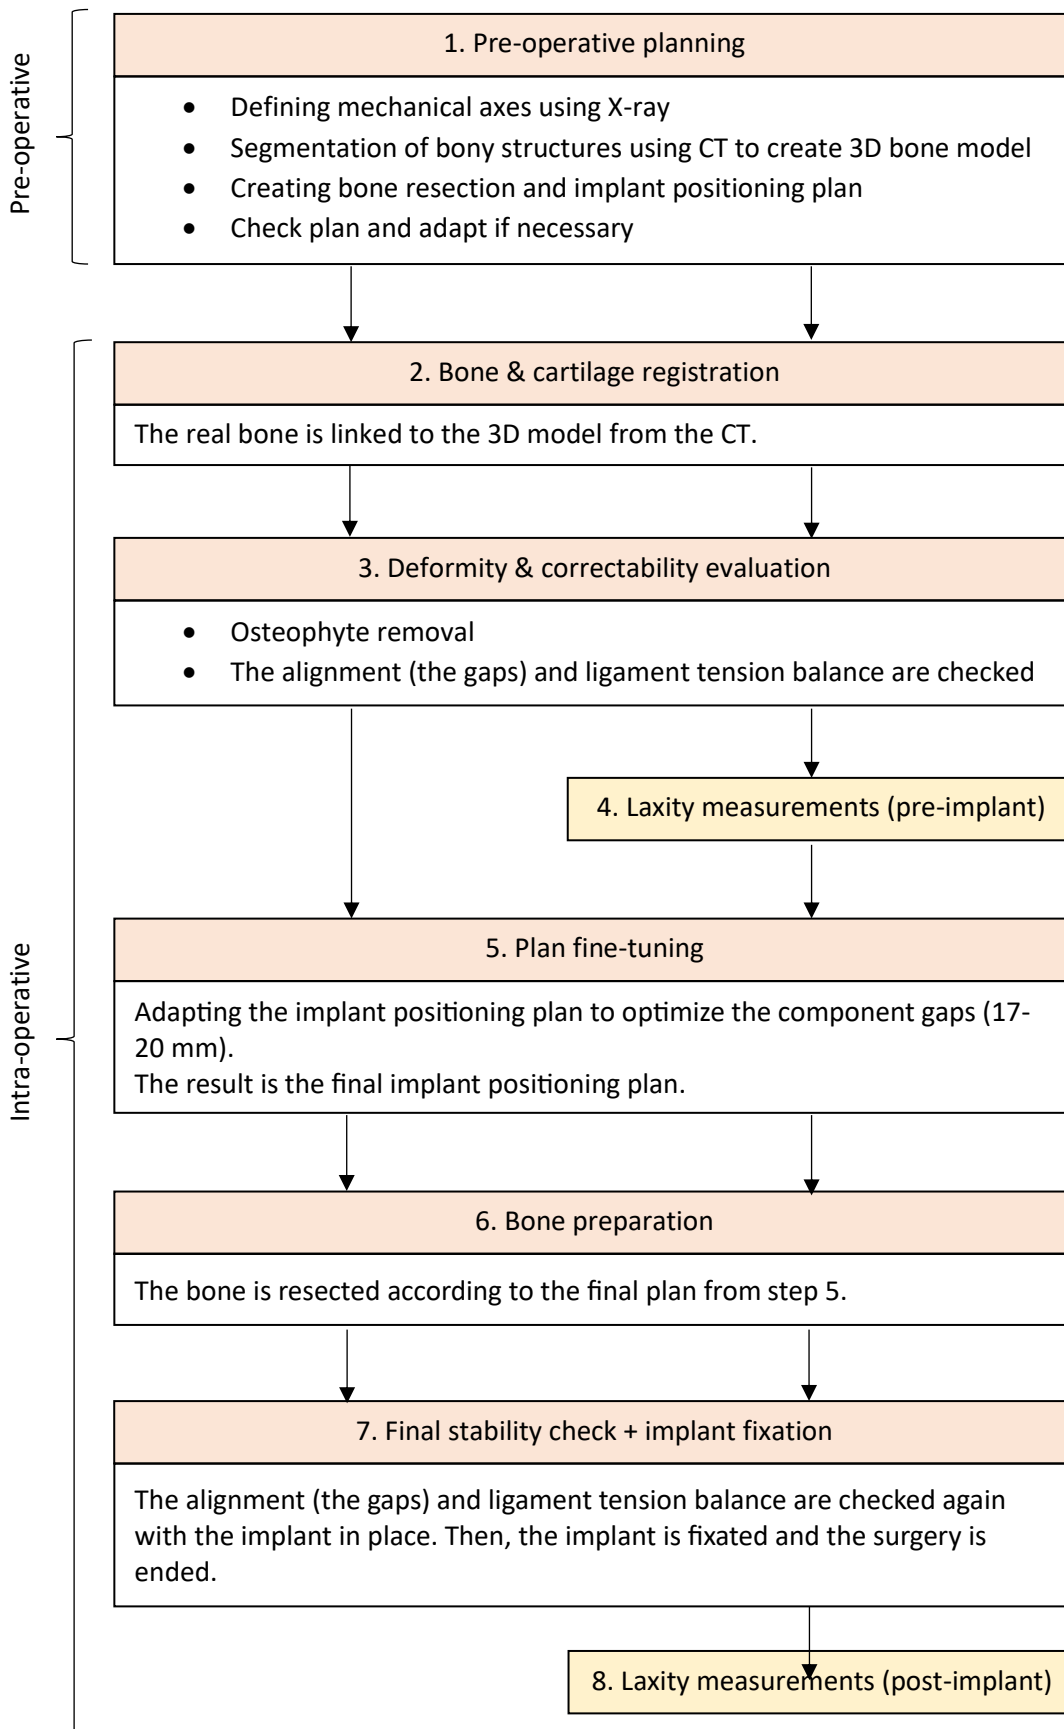 Pre-operative
1. Pre-operative planning
• Defining mechanical axes using X-ray
• Segmentation of bony structures using CT to create 3D bone model
• Creating bone resection and implant positioning plan
• Check plan and adapt if necessary
Intra-operative
2. Bone & cartilage registration
The real bone is linked to the 3D model from the CT.
3. Deformity & correctability evaluation
• Osteophyte removal
• The alignment (the gaps) and ligament tension balance are checked
4. Laxity measurements (pre-implant)
5. Plan fine-tuning
Adapting the implant positioning plan to optimize the component gaps (17-
20 mm).
The result is the final implant positioning plan.
6. Bone preparation
The bone is resected according to the final plan from step 5.
7. Final stability check + implant fixation
The alignment (the gaps) and ligament tension balance are checked again
with the implant in place. Then, the implant is fixated and the surgery is
ended.
8. Laxity measurements (post-implant)